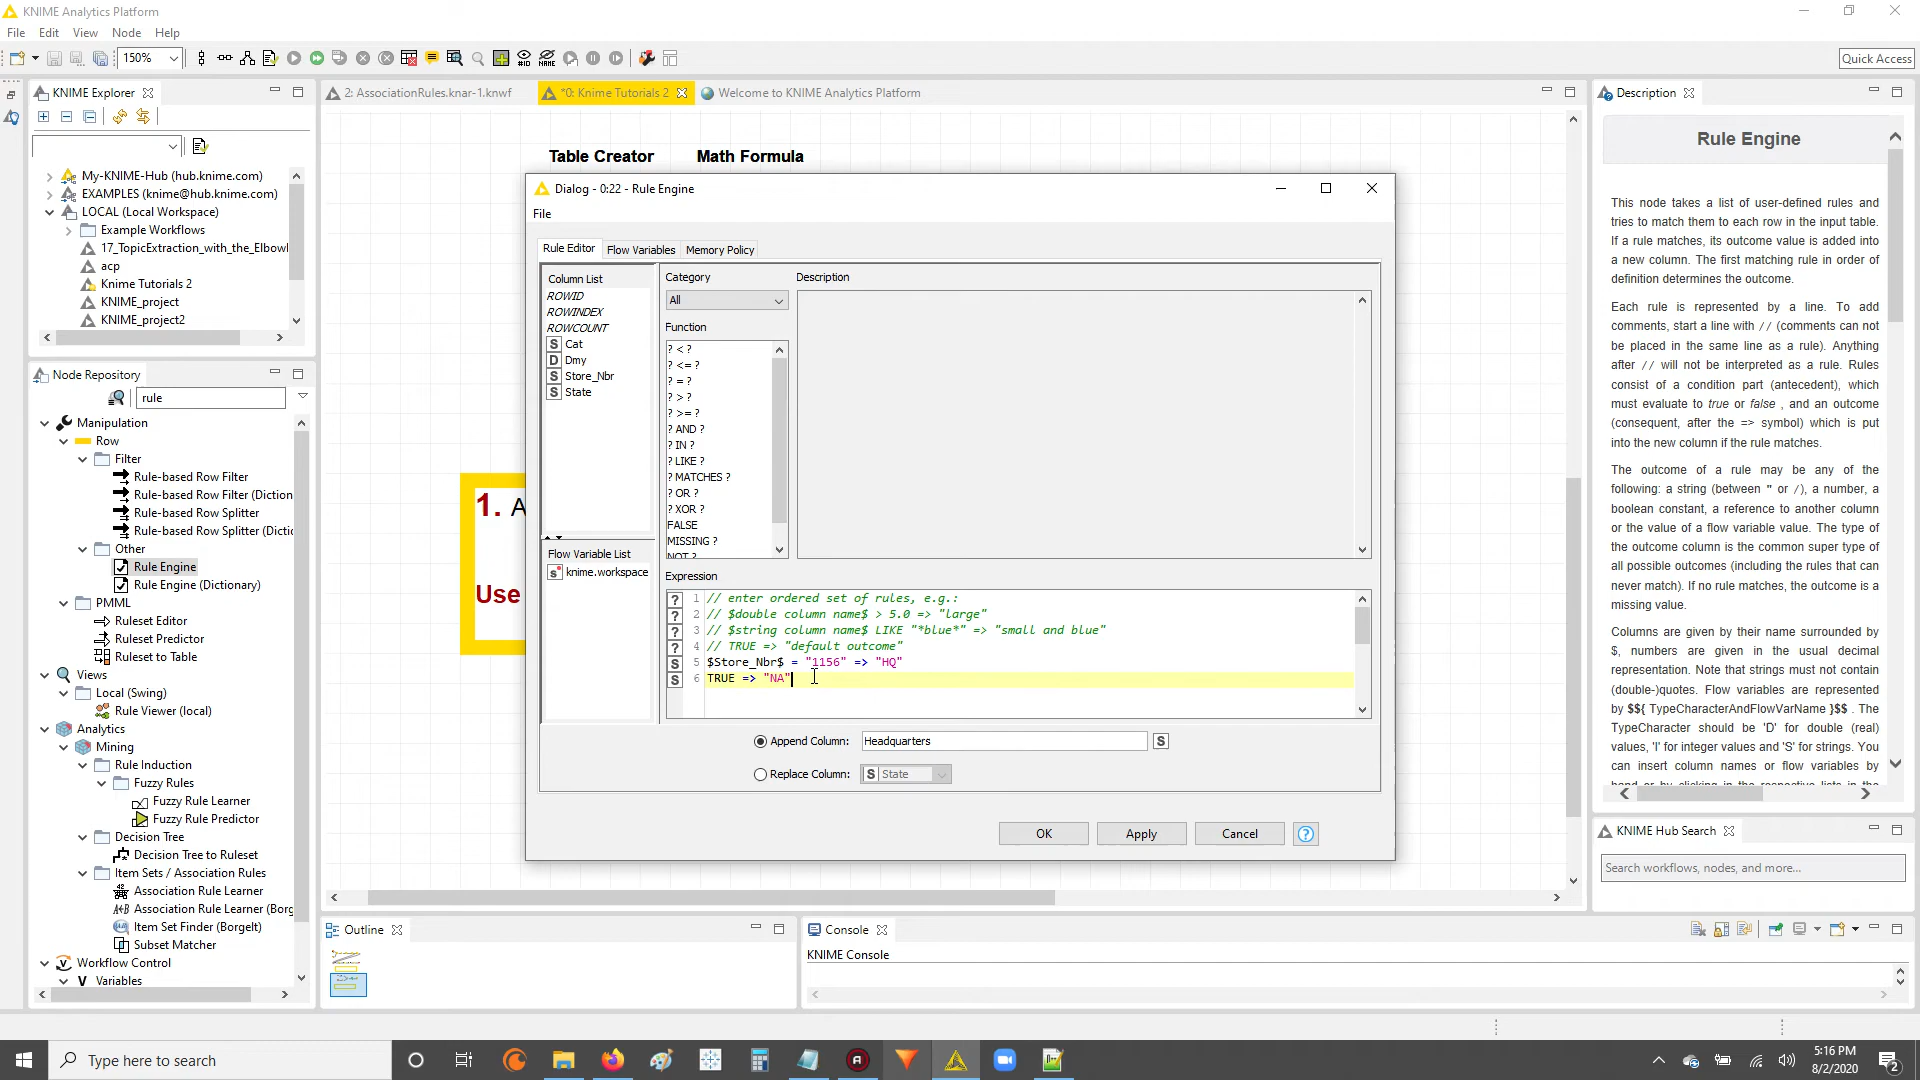 KNIME Analytics Platform
File Edit View Node Help
150%
Quick Access
KNIME Explorer
My-KNIME-Hub (hub.knime.com)
EXAMPLES (knime@hub.knime.com)
LOCAL (Local Workspace)
Example Workflows
17_TopicExtraction_with_the_Elbowl
acp
Knime Tutorials 2
KNIME_project
KNIME_project2
Node Repository
rule
Manipulation
Row
Filter
Rule-based Row Filter
Rule-based Row Filter (Diction
Rule-based Row Splitter
Rule-based Row Splitter (Dictic
Other
Rule Engine
Rule Engine (Dictionary)
PMML
Ruleset Editor
Ruleset Predictor
Ruleset to Table
Views
Local (Swing)
Rule Viewer (local)
Analytics
Mining
Rule Induction
Fuzzy Rules
Fuzzy Rule Learner
Fuzzy Rule Predictor
Decision Tree
Decision Tree to Ruleset
Item Sets / Association Rules
Association Rule Learner
Association Rule Learner (Borg
Item Set Finder (Borgelt)
Subset Matcher
Workflow Control
Variables
2: AssociationRules.knar-1.knwf
*0: Knime Tutorials 2
Welcome to KNIME Analytics Platform
Table Creator Math Formula
1. A
Use
Dialog - 0:22 - Rule Engine
File
Rule Editor Flow Variables Memory Policy
Column List
ROWID
ROWINDEX
ROWCOUNT
S Cat
D Dmy
S Store_Nbr
S State
Flow Variable List
s knime.workspace
Category
All
Function
? < ?
? <= ?
? = ?
? > ?
? >= ?
? AND ?
? IN ?
? LIKE ?
? MATCHES ?
? OR ?
? XOR ?
FALSE
MISSING ?
NOT ?
Description
Expression
? 1 // enter ordered set of rules, e.g.:
? 2 // $double column name$ > 5.0 => "large"
? 3 // $string column name$ LIKE "*blue*" => "small and blue"
? 4 // TRUE => "default outcome"
S 5 $Store_Nbr$ = "1156" => "HQ"
S 6 TRUE => "NA"
Append Column: Headquarters S
Replace Column: S State
OK Apply Cancel ?
Outline
Console
KNIME Console
Description
Rule Engine
This node takes a list of user-defined rules and
tries to match them to each row in the input table.
If a rule matches, its outcome value is added into
a new column. The first matching rule in order of
definition determines the outcome.
Each rule is represented by a line. To add
comments, start a line with // (comments can not
be placed in the same line as a rule). Anything
after // will not be interpreted as a rule. Rules
consist of a condition part (antecedent), which
must evaluate to true or false , and an outcome
(consequent, after the => symbol) which is put
into the new column if the rule matches.
The outcome of a rule may be any of the
following: a string (between " or /), a number, a
boolean constant, a reference to another column
or the value of a flow variable value. The type of
the outcome column is the common super type of
all possible outcomes (including the rules that can
never match). If no rule matches, the outcome is a
missing value.
Columns are given by their name surrounded by
$, numbers are given in the usual decimal
representation. Note that strings must not contain
(double-)quotes. Flow variables are represented
by $${ TypeCharacterAndFlowVarName }$$ . The
TypeCharacter should be 'D' for double (real)
values, 'I' for integer values and 'S' for strings. You
can insert column names or flow variables by
hand or by clicking in the respective lists in the
KNIME Hub Search
Search workflows, nodes, and more...
Type here to search
5:16 PM
8/2/2020
2